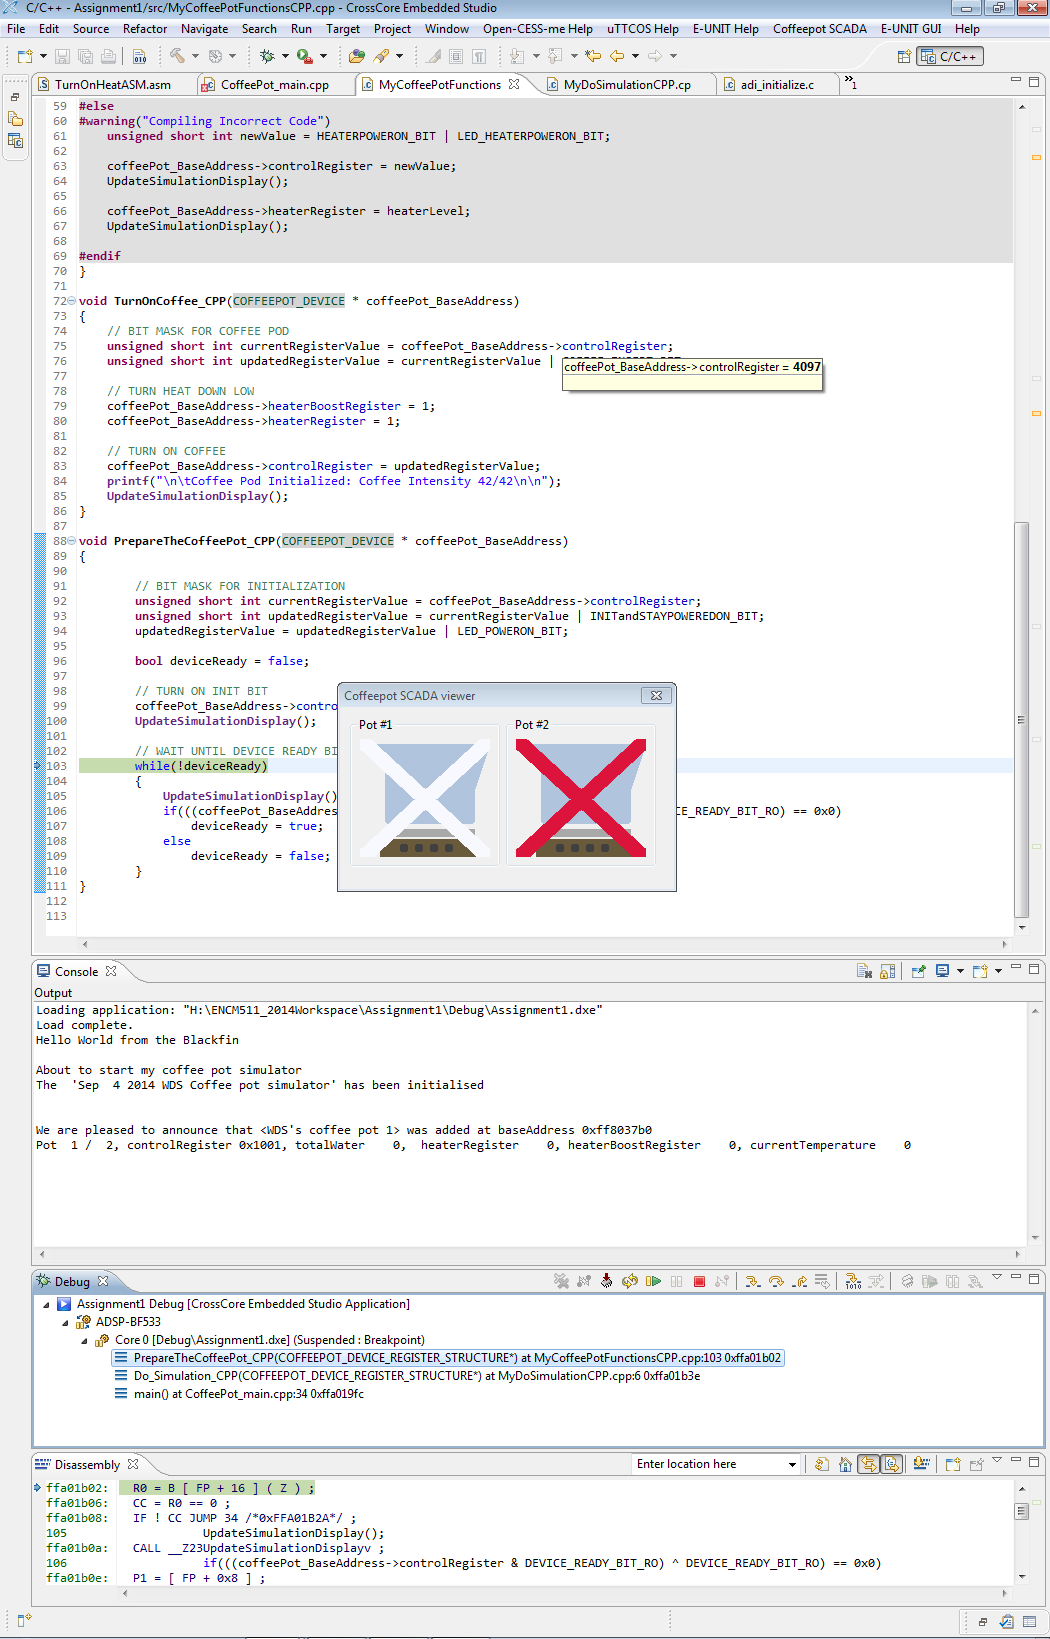 C/C++ - Assignment1/src/MyCoffeePotFunctionsCPP.cpp - CrossCore Embedded Studio
File Edit Source Refactor Navigate Search Run Target Project Window Open-CESS-me Help uTTCOS Help E-UNIT Help Coffeepot SCADA E-UNIT GUI Help
C/C++
TurnOnHeatASM.asm CoffeePot_main.cpp MyCoffeePotFunctions MyDoSimulationCPP.cp adi_initialize.c »1
59 #else
60 #warning("Compiling Incorrect Code")
61 unsigned short int newValue = HEATERPOWERON_BIT | LED_HEATERPOWERON_BIT;
62
63 coffeePot_BaseAddress->controlRegister = newValue;
64 UpdateSimulationDisplay();
65
66 coffeePot_BaseAddress->heaterRegister = heaterLevel;
67 UpdateSimulationDisplay();
68
69 #endif
70 }
71
72 void TurnOnCoffee_CPP(COFFEEPOT_DEVICE * coffeePot_BaseAddress)
73 {
74 // BIT MASK FOR COFFEE POD
75 unsigned short int currentRegisterValue = coffeePot_BaseAddress->controlRegister;
76 unsigned short int updatedRegisterValue = currentRegisterValue |
coffeePot_BaseAddress->controlRegister = 4097
77
78 // TURN HEAT DOWN LOW
79 coffeePot_BaseAddress->heaterBoostRegister = 1;
80 coffeePot_BaseAddress->heaterRegister = 1;
81
82 // TURN ON COFFEE
83 coffeePot_BaseAddress->controlRegister = updatedRegisterValue;
84 printf("\n\tCoffee Pod Initialized: Coffee Intensity 42/42\n\n");
85 UpdateSimulationDisplay();
86 }
87
88 void PrepareTheCoffeePot_CPP(COFFEEPOT_DEVICE * coffeePot_BaseAddress)
89 {
90
91 // BIT MASK FOR INITIALIZATION
92 unsigned short int currentRegisterValue = coffeePot_BaseAddress->controlRegister;
93 unsigned short int updatedRegisterValue = currentRegisterValue | INITandSTAYPOWEREDON_BIT;
94 updatedRegisterValue = updatedRegisterValue | LED_POWERON_BIT;
95
96 bool deviceReady = false;
97
98 // TURN ON INIT BIT
99 coffeePot_BaseAddress->contro
100 UpdateSimulationDisplay();
101
102 // WAIT UNTIL DEVICE READY BI
103 while(!deviceReady)
104 {
105 UpdateSimulationDisplay()
106 if(((coffeePot_BaseAddres CE_READY_BIT_RO) == 0x0)
107 deviceReady = true;
108 else
109 deviceReady = false;
110 }
111 }
112
113
Coffeepot SCADA viewer
Pot #1 Pot #2
Console
Output
Loading application: "H:\ENCM511_2014Workspace\Assignment1\Debug\Assignment1.dxe"
Load complete.
Hello World from the Blackfin
About to start my coffee pot simulator
The 'Sep 4 2014 WDS Coffee pot simulator' has been initialised
We are pleased to announce that <WDS's coffee pot 1> was added at baseAddress 0xff8037b0
Pot 1 / 2, controlRegister 0x1001, totalWater 0, heaterRegister 0, heaterBoostRegister 0, currentTemperature 0
Debug
Assignment1 Debug [CrossCore Embedded Studio Application]
ADSP-BF533
Core 0 [Debug\Assignment1.dxe] (Suspended : Breakpoint)
PrepareTheCoffeePot_CPP(COFFEEPOT_DEVICE_REGISTER_STRUCTURE*) at MyCoffeePotFunctionsCPP.cpp:103 0xffa01b02
Do_Simulation_CPP(COFFEEPOT_DEVICE_REGISTER_STRUCTURE*) at MyDoSimulationCPP.cpp:6 0xffa01b3e
main() at CoffeePot_main.cpp:34 0xffa019fc
Disassembly Enter location here
ffa01b02: R0 = B [ FP + 16 ] ( Z ) ;
ffa01b06: CC = R0 == 0 ;
ffa01b08: IF ! CC JUMP 34 /*0xFFA01B2A*/ ;
105 UpdateSimulationDisplay();
ffa01b0a: CALL __Z23UpdateSimulationDisplayv ;
106 if(((coffeePot_BaseAddress->controlRegister & DEVICE_READY_BIT_RO) ^ DEVICE_READY_BIT_RO) == 0x0)
ffa01b0e: P1 = [ FP + 0x8 ] ;